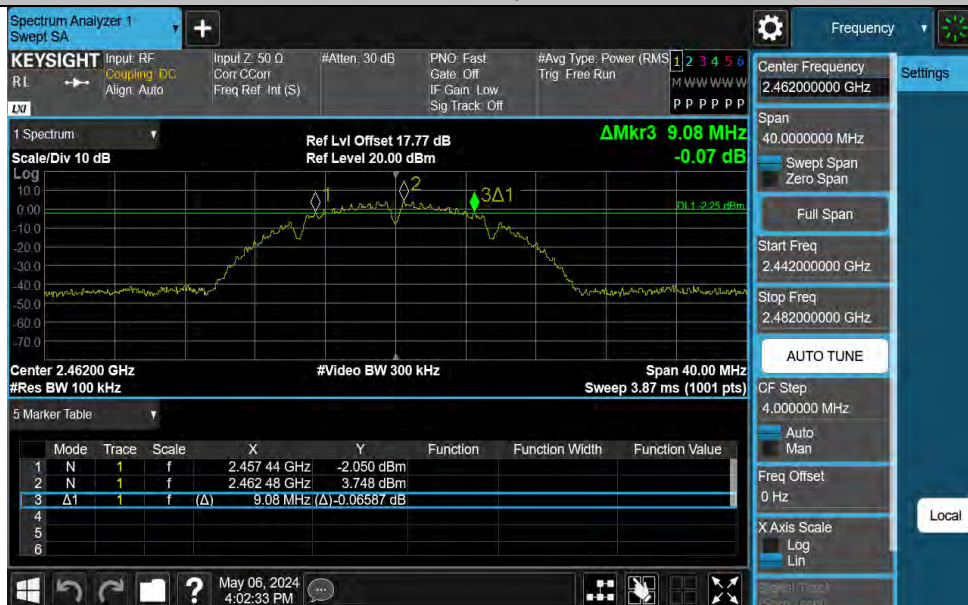 Spectrum Analyzer 1
Swept SA
+
Frequency
KEYSIGHT
RL
LXI
Input: RF
Coupling: DC
Align: Auto
Input Z: 50 Ω
Corr CCorr
Freq Ref: Int (S)
#Atten: 30 dB
PNO: Fast
Gate: Off
IF Gain: Low
Sig Track: Off
#Avg Type: Power (RMS
Trig: Free Run
1 2 3 4 5 6
M W W W W W
P P P P P P
1 Spectrum
Scale/Div 10 dB
Ref Lvl Offset 17.77 dB
Ref Level 20.00 dBm
ΔMkr3 9.08 MHz
-0.07 dB
Log
10.0
0.00
-10.0
-20.0
-30.0
-40.0
-50.0
-60.0
-70.0
1
2
3Δ1
DL1 -2.25 dBm
Center 2.46200 GHz
#Res BW 100 kHz
#Video BW 300 kHz
Span 40.00 MHz
Sweep 3.87 ms (1001 pts)
5 Marker Table
Mode Trace Scale X Y Function Function Width Function Value
1 N 1 f 2.457 44 GHz -2.050 dBm
2 N 1 f 2.462 48 GHz 3.748 dBm
3 Δ1 1 f (Δ) 9.08 MHz (Δ) -0.06587 dB
4
5
6
?
May 06, 2024
4:02:33 PM
Center Frequency
2.462000000 GHz
Span
40.0000000 MHz
Swept Span
Zero Span
Full Span
Start Freq
2.442000000 GHz
Stop Freq
2.482000000 GHz
AUTO TUNE
CF Step
4.000000 MHz
Auto
Man
Freq Offset
0 Hz
X Axis Scale
Log
Lin
Signal Track
Settings
Local